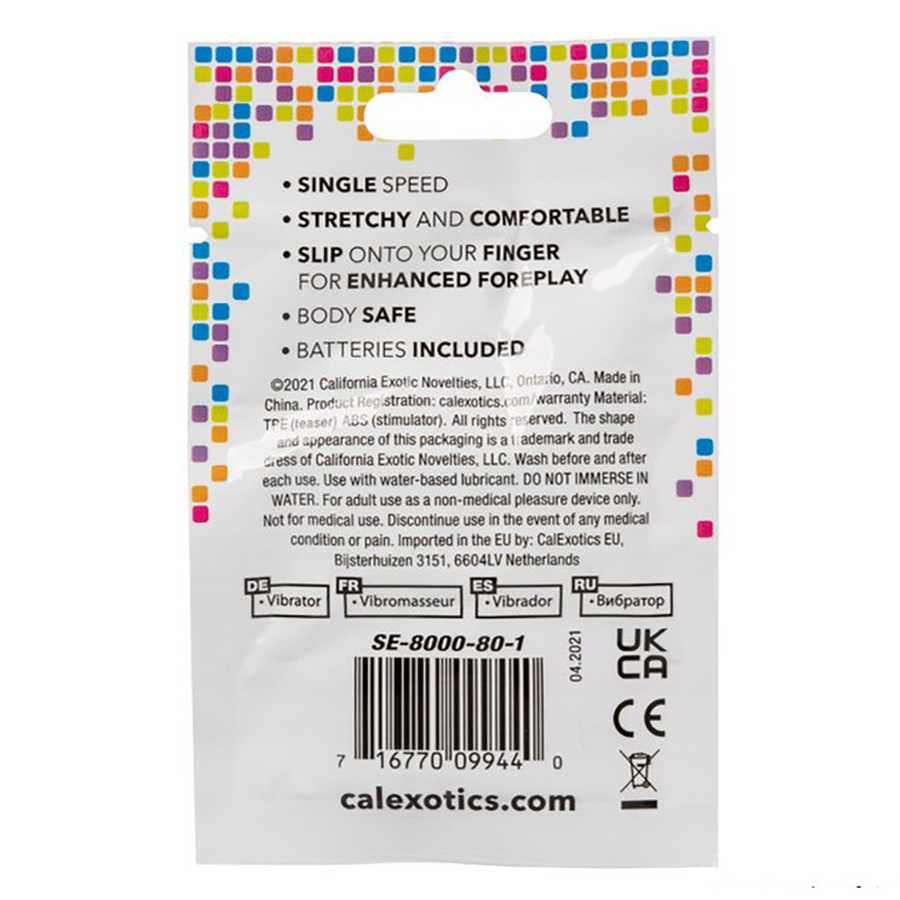 • SINGLE SPEED
• STRETCHY AND COMFORTABLE
• SLIP ONTO YOUR FINGER
FOR ENHANCED FOREPLAY
• BODY SAFE
• BATTERIES INCLUDED
©2021 California Exotic Novelties, LLC, Ontario, CA. Made in
China. Product Registration: calexotics.com/warranty Material:
TPE (teaser) ABS (stimulator). All rights reserved. The shape
and appearance of this packaging is a trademark and trade
dress of California Exotic Novelties, LLC. Wash before and after
each use. Use with water-based lubricant. DO NOT IMMERSE IN
WATER. For adult use as a non-medical pleasure device only.
Not for medical use. Discontinue use in the event of any medical
condition or pain. Imported in the EU by: CalExotics EU,
Bijsterhuizen 3151, 6604LV Netherlands
DE • Vibrator FR • Vibromasseur ES • Vibrador RU • Вибратор
SE-8000-80-1
04.2021
UK
CA
CE
7 16770 09944 0
calexotics.com